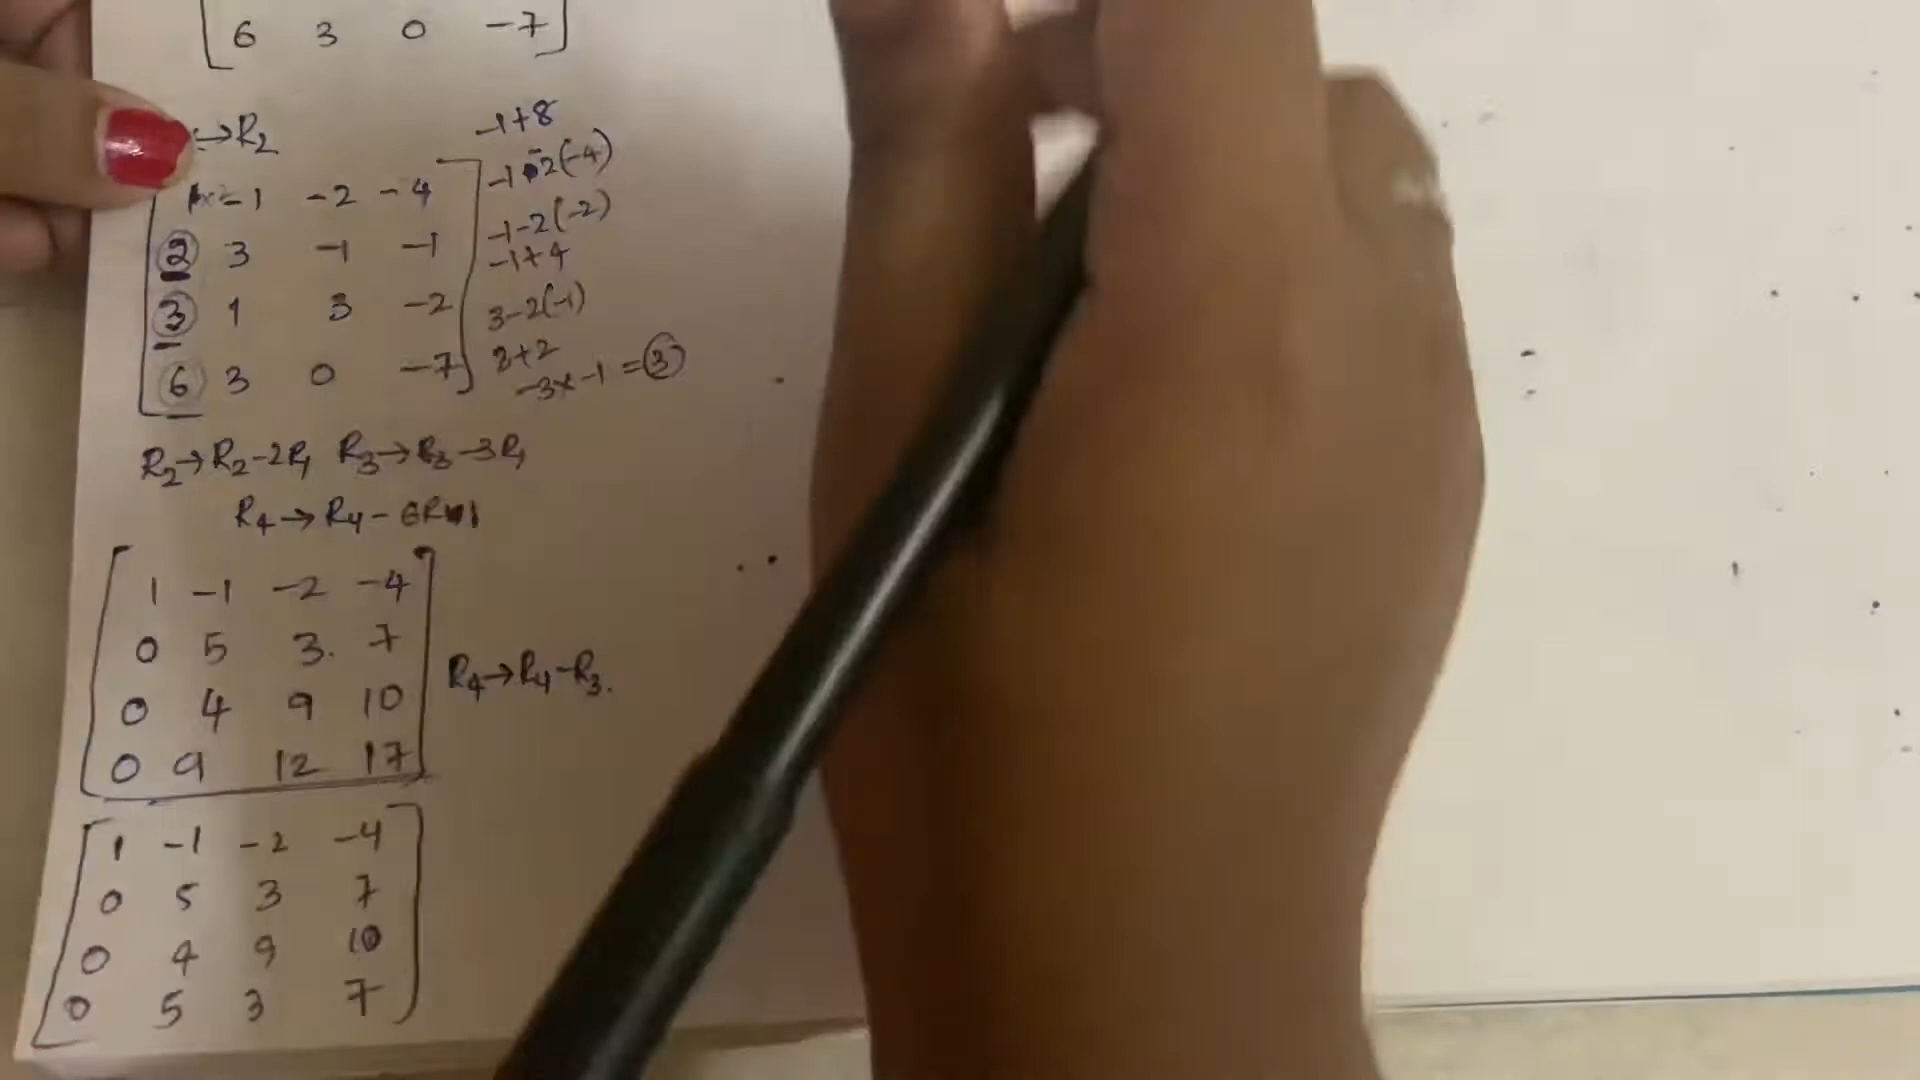 6 3 0 -7
→R2
1 -1 -2 -4
2 3 -1 -1
3 1 3 -2
6 3 0 -7
-1+8
-1-2(-4)
-1-2(-2)
-1+4
3-2(-1)
3+2
-3x-1=3
R2→R2-2R1 R3→R3-3R1
R4→R4-6R1
1 -1 -2 -4
0 5 3. 7
0 4 9 10
0 9 12 17
R4→R4-R3.
1 -1 -2 -4
0 5 3 7
0 4 9 10
0 5 3 7